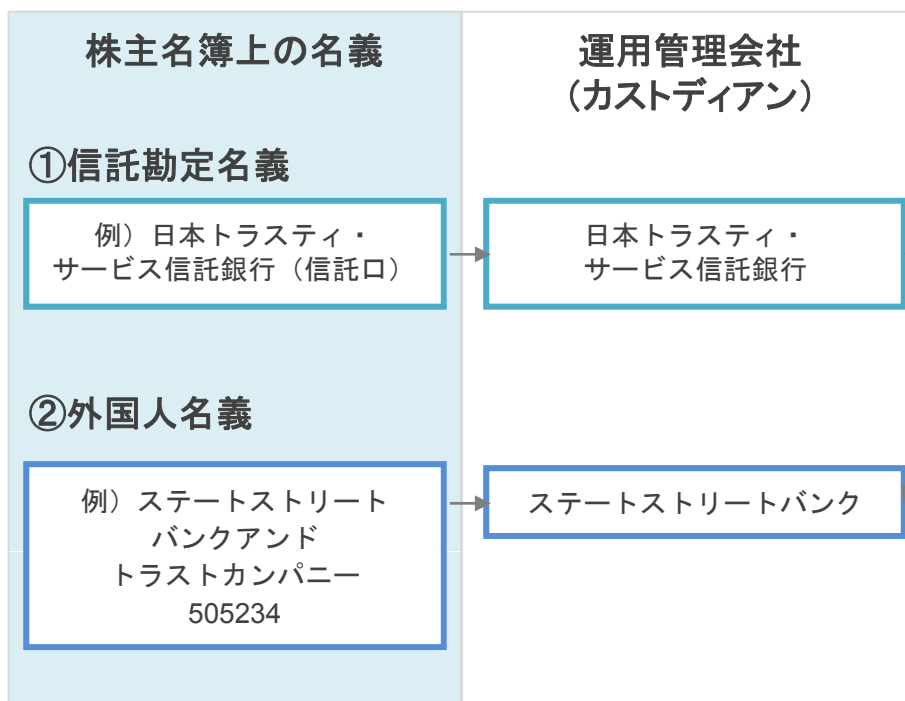 株主名簿上の名義
運用管理会社
（カストディアン）
①信託勘定名義
例）日本トラスティ・
サービス信託銀行（信託口）
日本トラスティ・
サービス信託銀行
②外国人名義
例）ステートストリート
バンクアンド
トラストカンパニー
505234
ステートストリートバンク